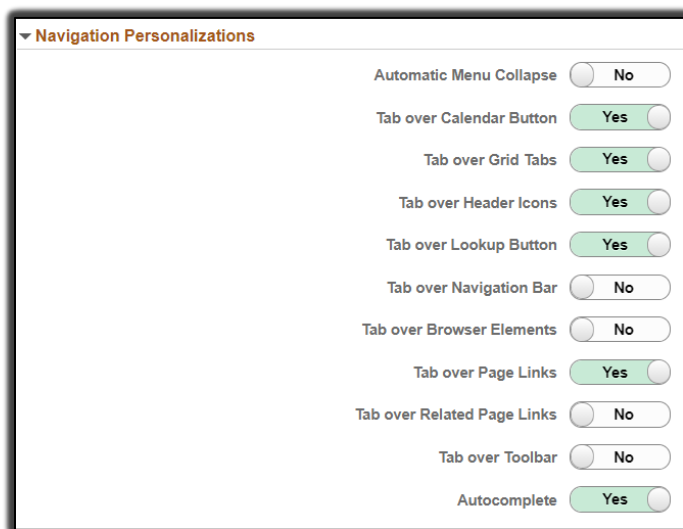 Navigation Personalizations
Automatic Menu Collapse No
Tab over Calendar Button Yes
Tab over Grid Tabs Yes
Tab over Header Icons Yes
Tab over Lookup Button Yes
Tab over Navigation Bar No
Tab over Browser Elements No
Tab over Page Links Yes
Tab over Related Page Links No
Tab over Toolbar No
Autocomplete Yes